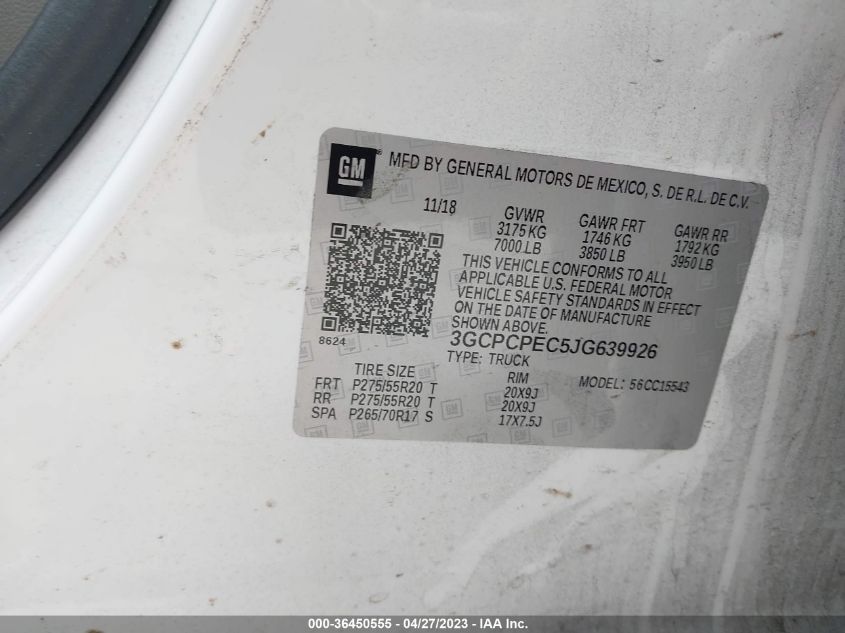 GM
MFD BY GENERAL MOTORS DE MEXICO, S. DE R.L. DE C.V.
11/18 GVWR GAWR FRT GAWR RR
3175 KG 1746 KG 1792 KG
7000 LB 3850 LB 3950 LB
THIS VEHICLE CONFORMS TO ALL
APPLICABLE U.S. FEDERAL MOTOR
VEHICLE SAFETY STANDARDS IN EFFECT
ON THE DATE OF MANUFACTURE
SHOWN ABOVE.
8624
3GCPCPEC5JG639926
TYPE: TRUCK
TIRE SIZE RIM MODEL: 56CC15543
FRT P275/55R20 T 20X9J
RR P275/55R20 T 20X9J
SPA P265/70R17 S 17X7.5J
000-36450555 - 04/27/2023 - IAA Inc.